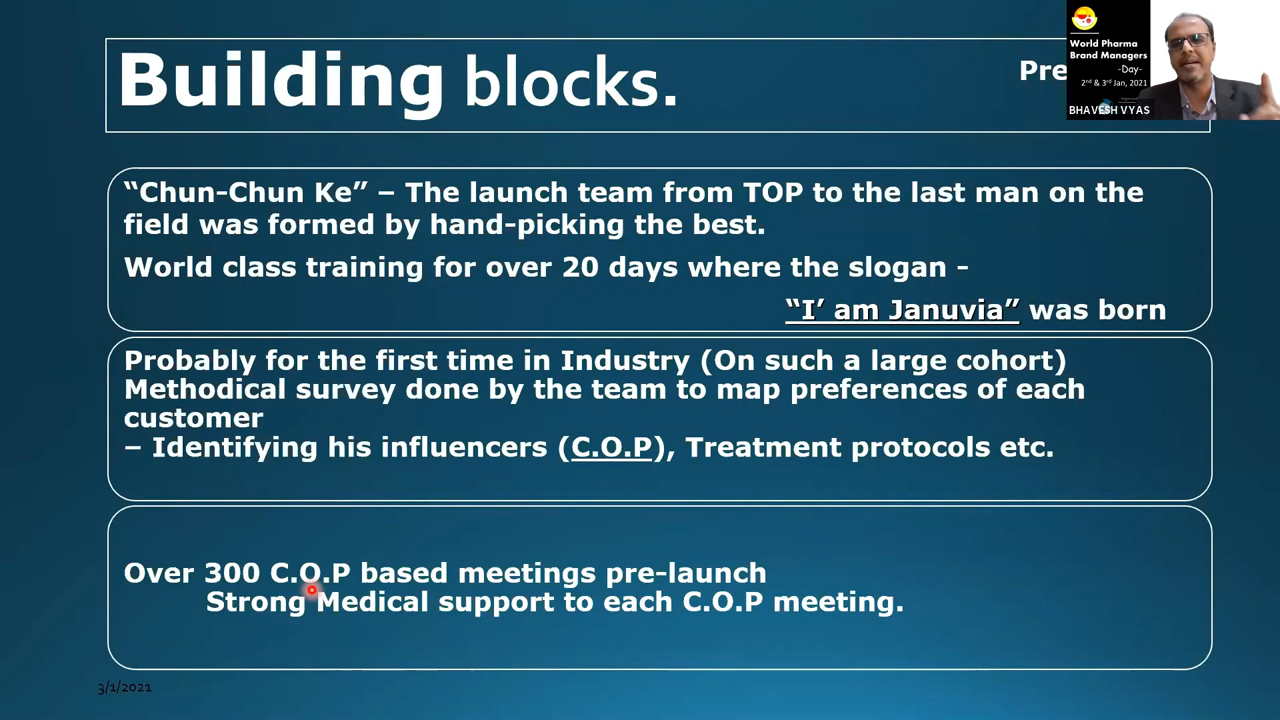 Building blocks.
World Pharma
Brand Managers
-Day-
2nd & 3rd Jan, 2021
BHAVESH VYAS
“Chun-Chun Ke” – The launch team from TOP to the last man on the
field was formed by hand-picking the best.
World class training for over 20 days where the slogan -
“I’ am Januvia” was born
Probably for the first time in Industry (On such a large cohort)
Methodical survey done by the team to map preferences of each
customer
– Identifying his influencers (C.O.P), Treatment protocols etc.
Over 300 C.O.P based meetings pre-launch
Strong Medical support to each C.O.P meeting.
3/1/2021